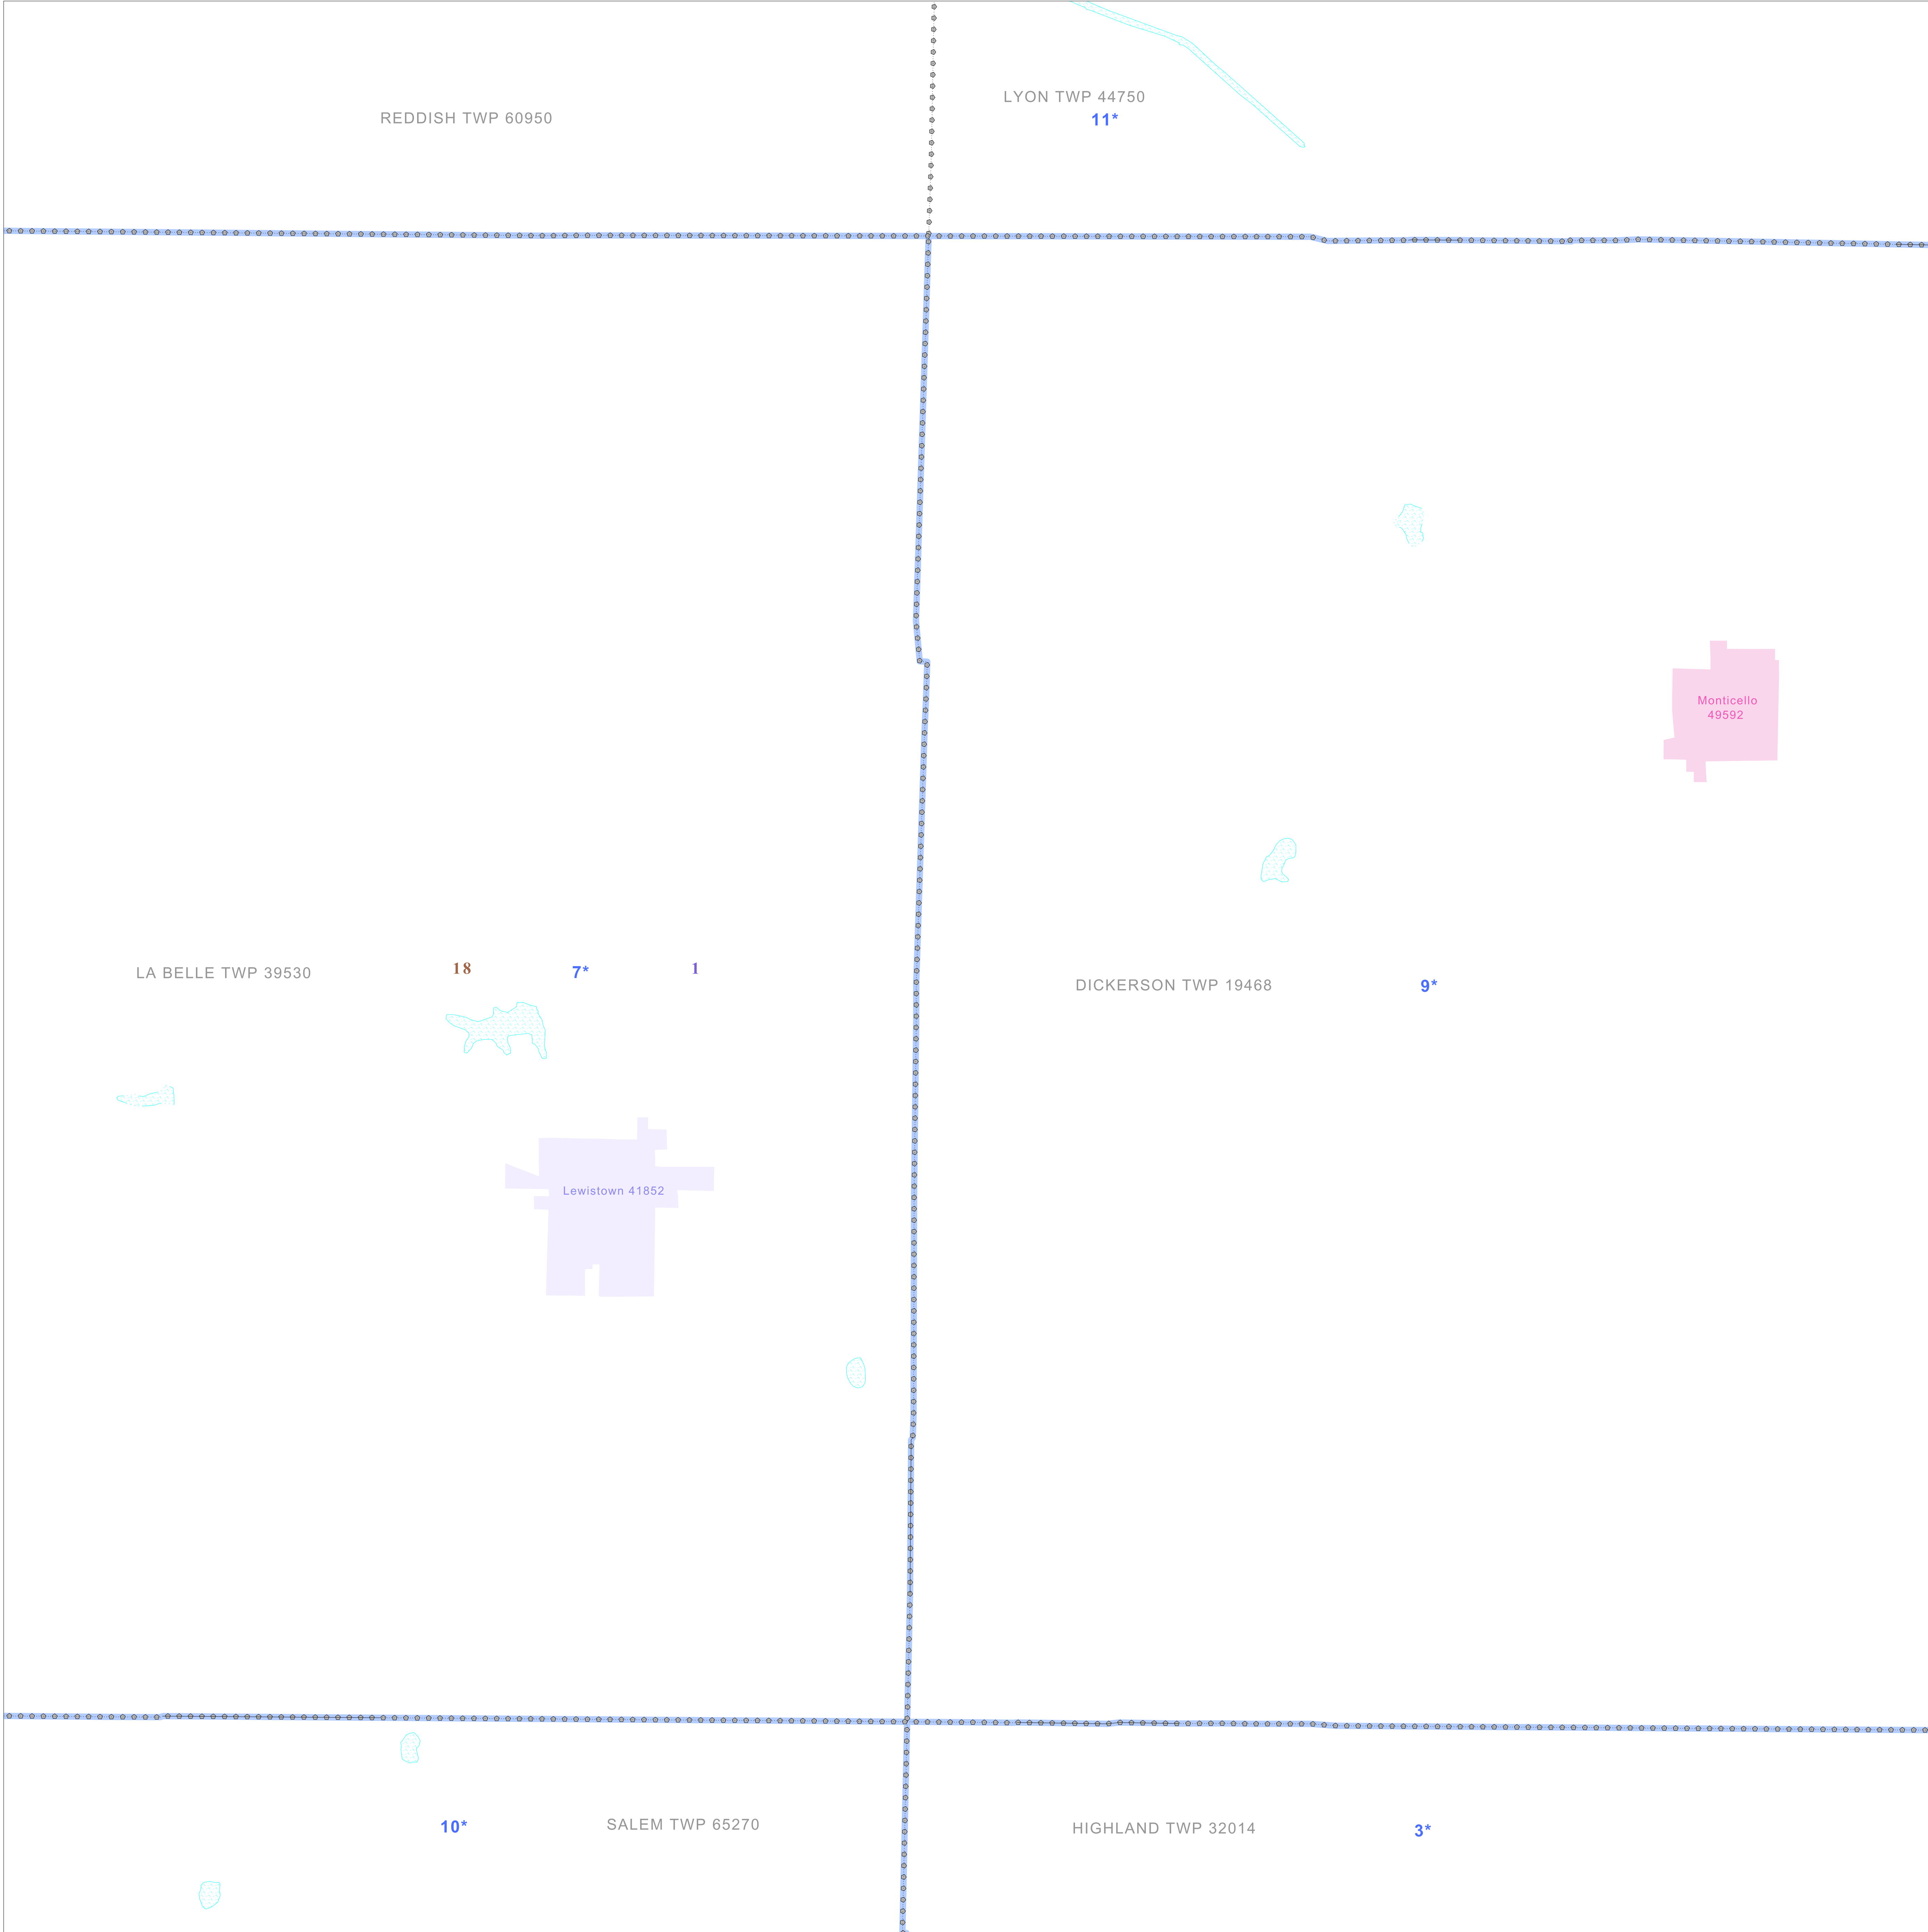 LYON TWP 44750
REDDISH TWP 60950
11*
Monticello
49592
LA BELLE TWP 39530
18
7*
1
DICKERSON TWP 19468
9*
Lewistown 41852
10*
SALEM TWP 65270
HIGHLAND TWP 32014
3*